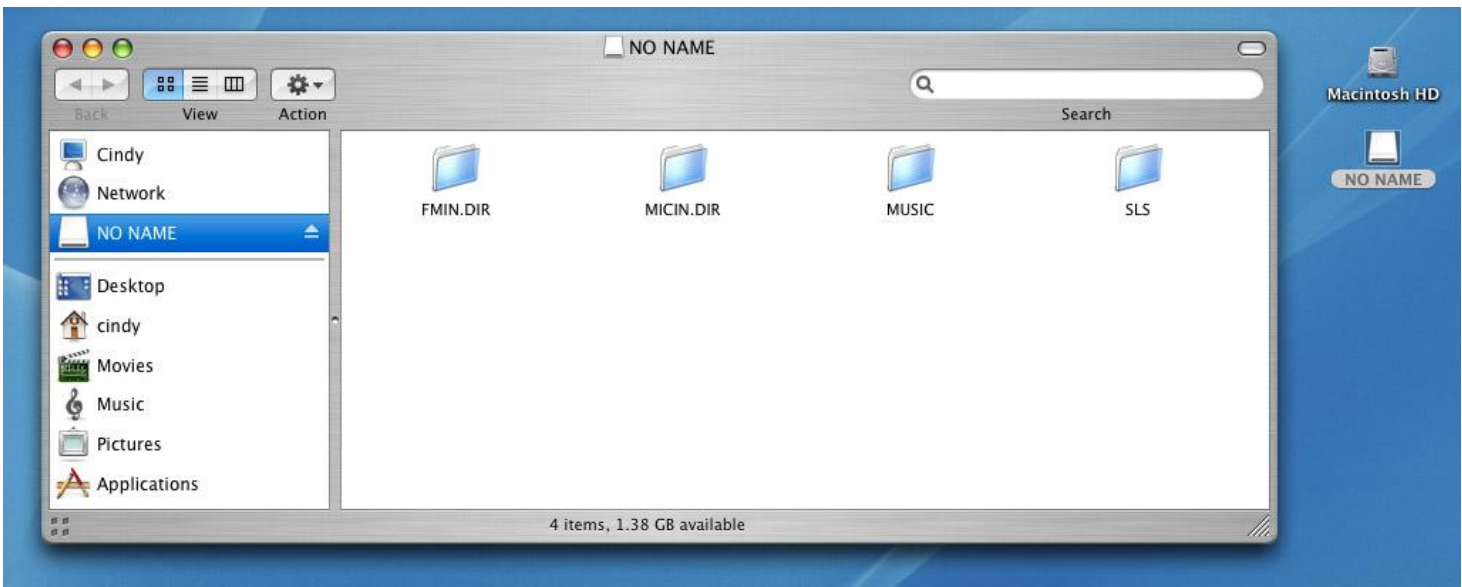 NO NAME
Back
View
Action
Search
Cindy
Network
NO NAME
Desktop
cindy
Movies
Music
Pictures
Applications
FMIN.DIR
MICIN.DIR
MUSIC
SLS
4 items, 1.38 GB available
Macintosh HD
NO NAME